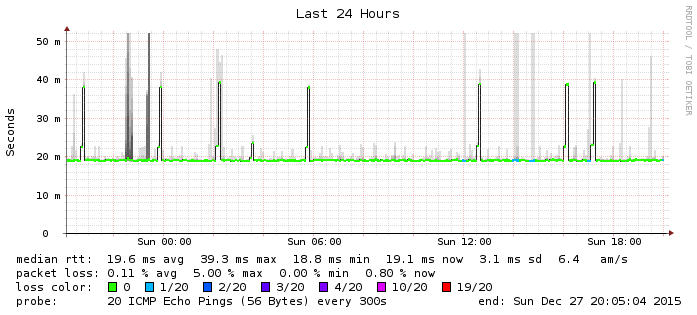 Last 24 Hours
RRDTOOL / TOBI OETIKER
Seconds
50 m
40 m
30 m
20 m
10 m
0
Sun 00:00 Sun 06:00 Sun 12:00 Sun 18:00
median rtt: 19.6 ms avg 39.3 ms max 18.8 ms min 19.1 ms now 3.1 ms sd 6.4 am/s
packet loss: 0.11 % avg 5.00 % max 0.00 % min 0.80 % now
loss color: 0 1/20 2/20 3/20 4/20 10/20 19/20
probe: 20 ICMP Echo Pings (56 Bytes) every 300s end: Sun Dec 27 20:05:04 2015